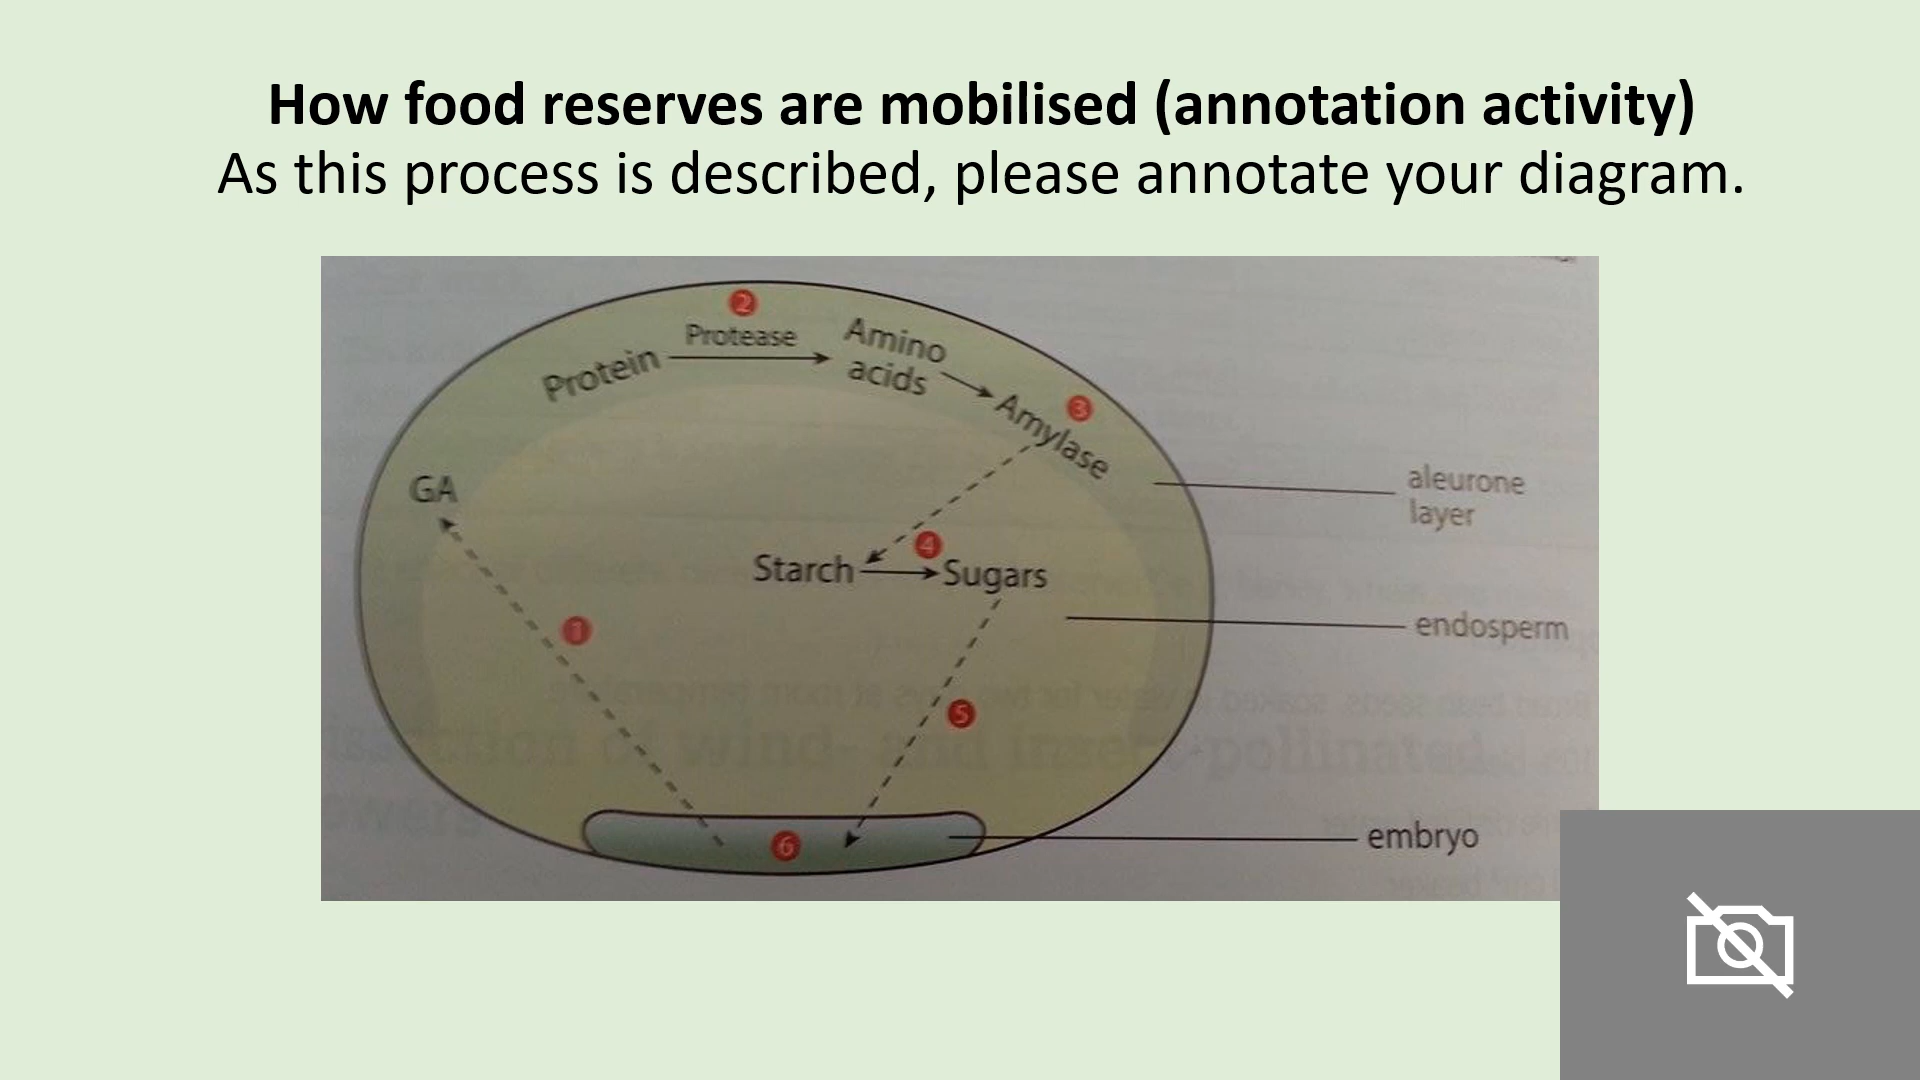 How food reserves are mobilised (annotation activity)
As this process is described, please annotate your diagram.
2
Protease
Protein
Amino
acids
3
Amylase
GA
aleurone
layer
4
Starch
Sugars
1
endosperm
5
6
embryo